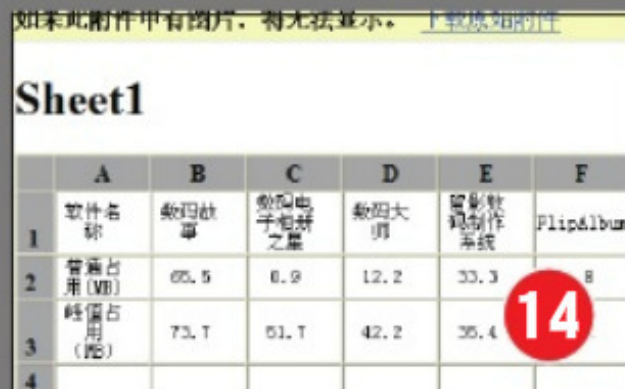 如果此附件中有图片，将无法显示。 下载原始附件
Sheet1
A B C D E F
1 软件名称 数码故事 数码电子相册之星 数码大师 数码制作系统 FlipAlbum
2 普通占用(MB) 65.5 12.2 33.3 8
3 峰值占用(MB) 73.7 51.7 42.2 35.4
14
4